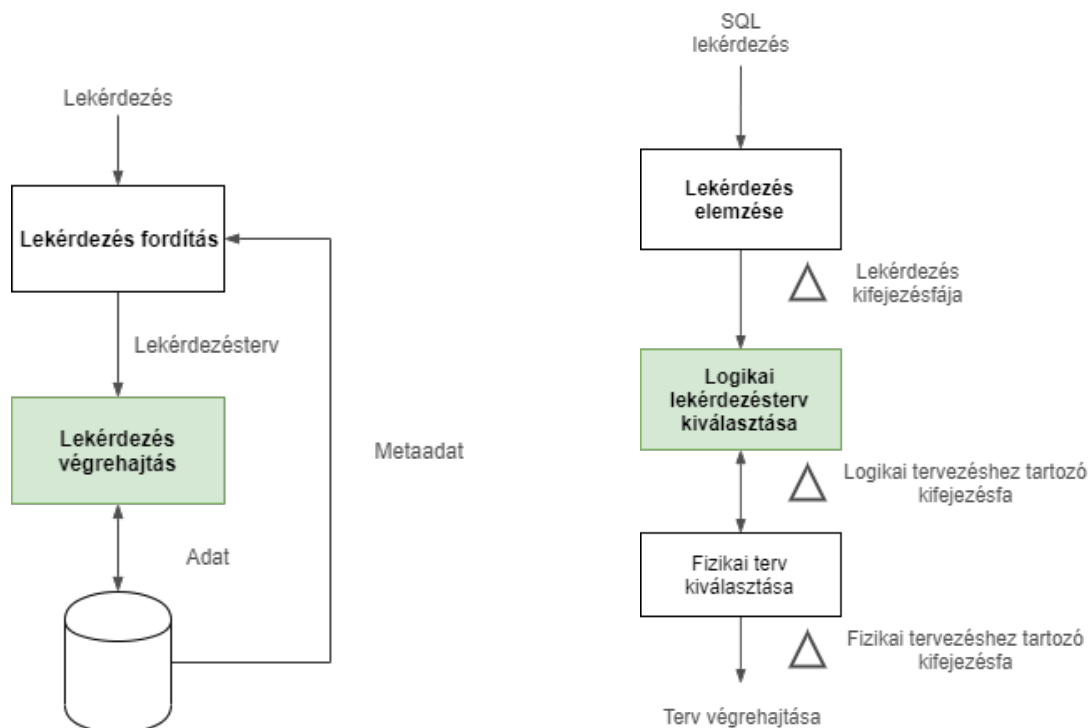 Lekérdezés
Lekérdezés fordítás
Lekérdezésterv
Lekérdezés
végrehajtás
Metaadat
Adat
SQL
lekérdezés
Lekérdezés
elemzése
Lekérdezés
kifejezésfája
Logikai
lekérdezésterv
kiválasztása
Logikai tervezéshez tartozó
kifejezésfa
Fizikai terv
kiválasztása
Fizikai tervezéshez tartozó
kifejezésfa
Terv végrehajtása